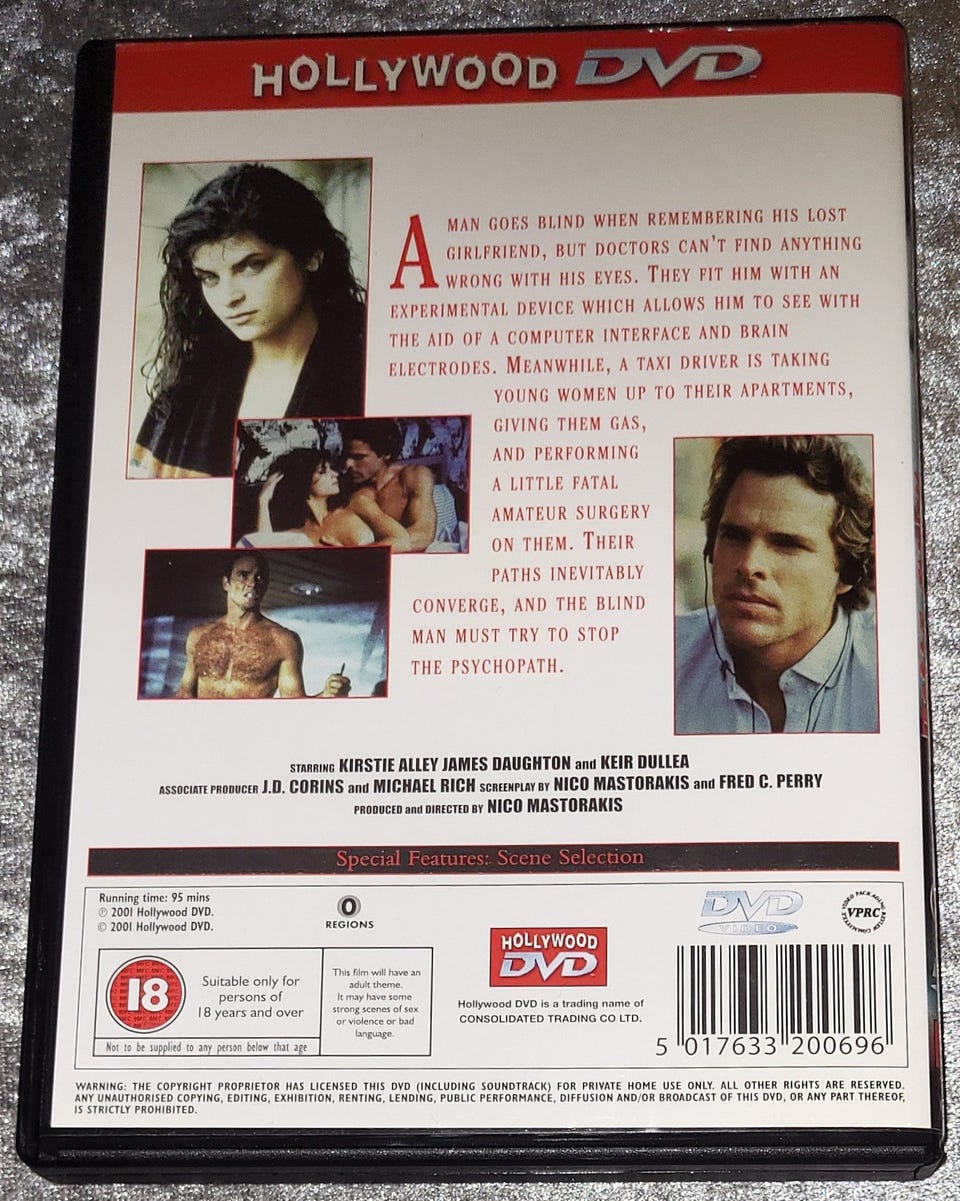 HOLLYWOOD DVD
A MAN GOES BLIND WHEN REMEMBERING HIS LOST
GIRLFRIEND, BUT DOCTORS CAN'T FIND ANYTHING
WRONG WITH HIS EYES. THEY FIT HIM WITH AN
EXPERIMENTAL DEVICE WHICH ALLOWS HIM TO SEE WITH
THE AID OF A COMPUTER INTERFACE AND BRAIN
ELECTRODES. MEANWHILE, A TAXI DRIVER IS TAKING
YOUNG WOMEN UP TO THEIR APARTMENTS,
GIVING THEM GAS,
AND PERFORMING
A LITTLE FATAL
AMATEUR SURGERY
ON THEM. THEIR
PATHS INEVITABLY
CONVERGE, AND THE BLIND
MAN MUST TRY TO STOP
THE PSYCHOPATH.
STARRING KIRSTIE ALLEY JAMES DAUGHTON and KEIR DULLEA
ASSOCIATE PRODUCER J.D. CORINS and MICHAEL RICH SCREENPLAY BY NICO MASTORAKIS and FRED C. PERRY
PRODUCED and DIRECTED BY NICO MASTORAKIS
Special Features: Scene Selection
Running time: 95 mins
℗ 2001 Hollywood DVD.
© 2001 Hollywood DVD.
0
REGIONS
18
Suitable only for
persons of
18 years and over
Not to be supplied to any person below that age
This film will have an
adult theme.
It may have some
strong scenes of sex
or violence or bad
language.
HOLLYWOOD
DVD
Hollywood DVD is a trading name of
CONSOLIDATED TRADING CO LTD.
DVD
VIDEO
VPRC
5 017633 200696
WARNING: THE COPYRIGHT PROPRIETOR HAS LICENSED THIS DVD (INCLUDING SOUNDTRACK) FOR PRIVATE HOME USE ONLY. ALL OTHER RIGHTS ARE RESERVED.
ANY UNAUTHORISED COPYING, EDITING, EXHIBITION, RENTING, LENDING, PUBLIC PERFORMANCE, DIFFUSION AND/OR BROADCAST OF THIS DVD, OR ANY PART THEREOF,
IS STRICTLY PROHIBITED.